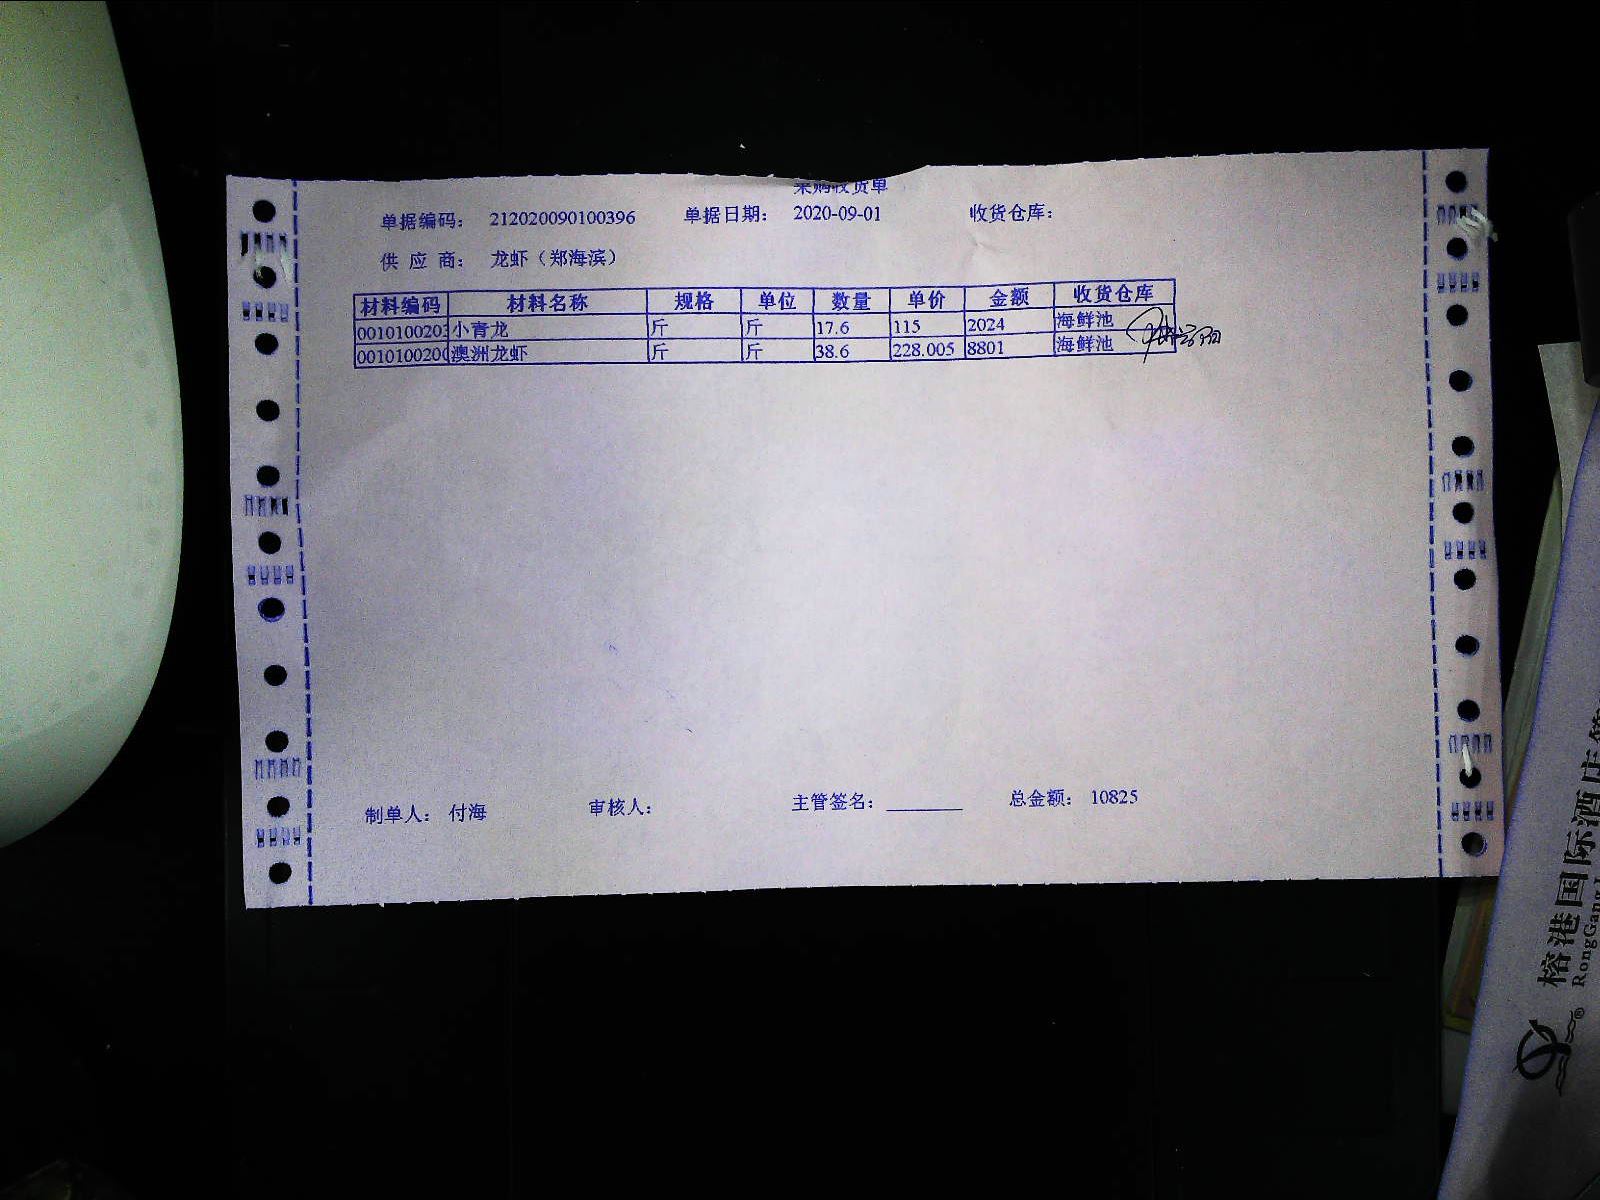 采购收货单
单据编码： 212020090100396 单据日期： 2020-09-01 收货仓库：
供 应 商： 龙虾（郑海滨）
材料编码 材料名称 规格 单位 数量 单价 金额 收货仓库
0010100203 小青龙 斤 斤 17.6 115 2024 海鲜池
0010100200 澳洲龙虾 斤 斤 38.6 228.005 8801 海鲜池
制单人： 付海 审核人： 主管签名： ________ 总金额： 10825
榕港国际酒店
RongGang